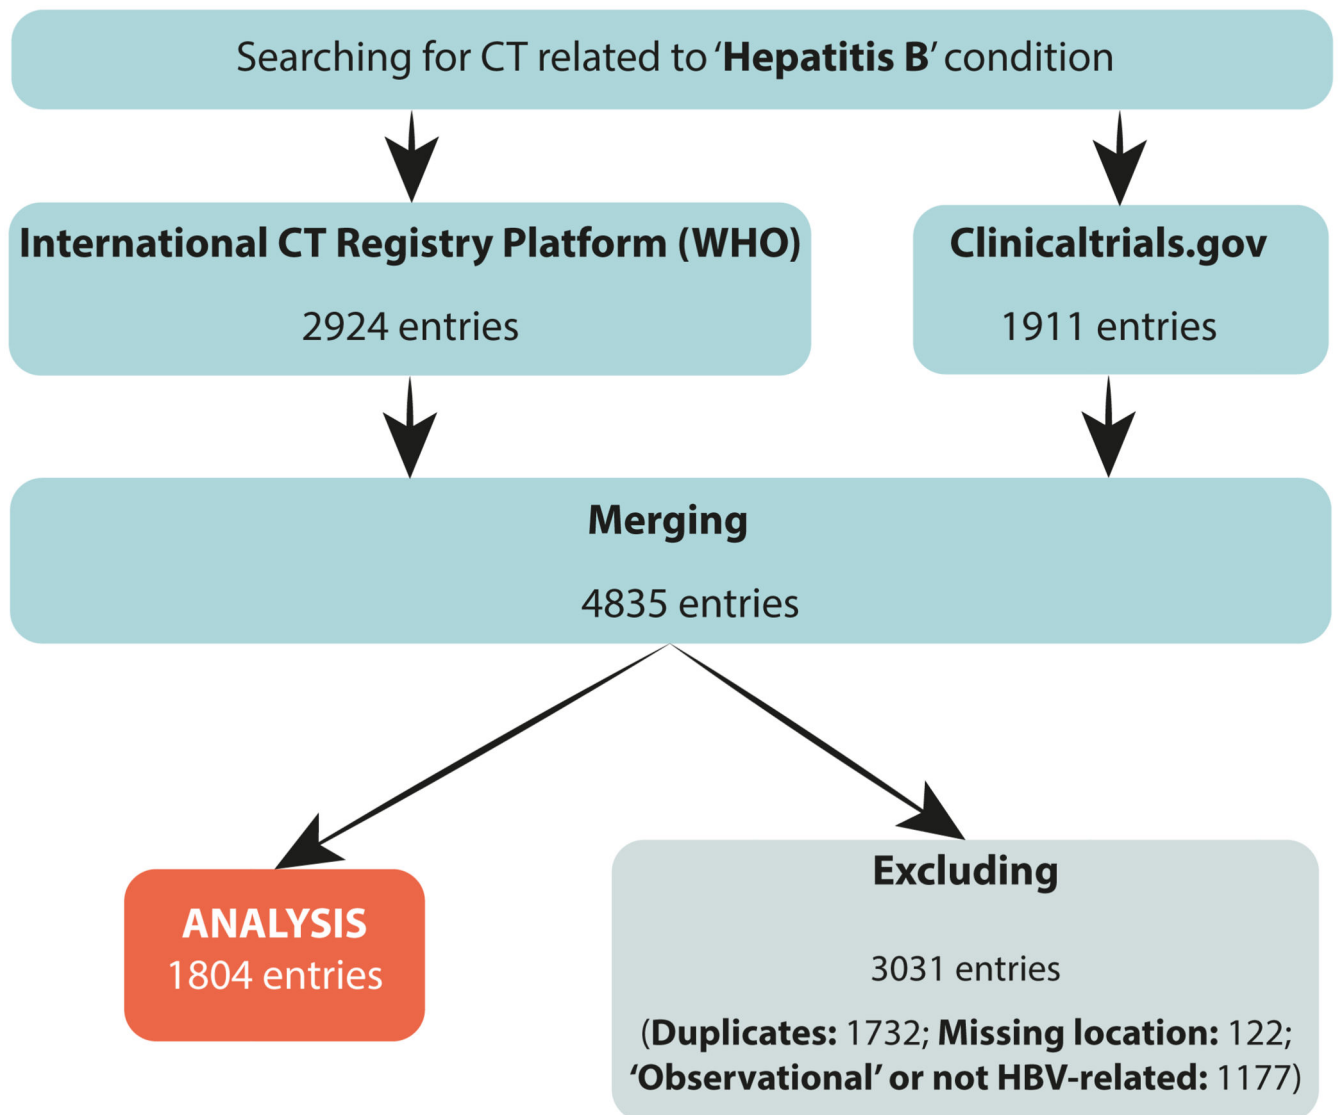 Searching for CT related to ‘Hepatitis B’ condition
International CT Registry Platform (WHO)
2924 entries
Clinicaltrials.gov
1911 entries
Merging
4835 entries
ANALYSIS
1804 entries
Excluding
3031 entries
(Duplicates: 1732; Missing location: 122;
‘Observational’ or not HBV-related: 1177)